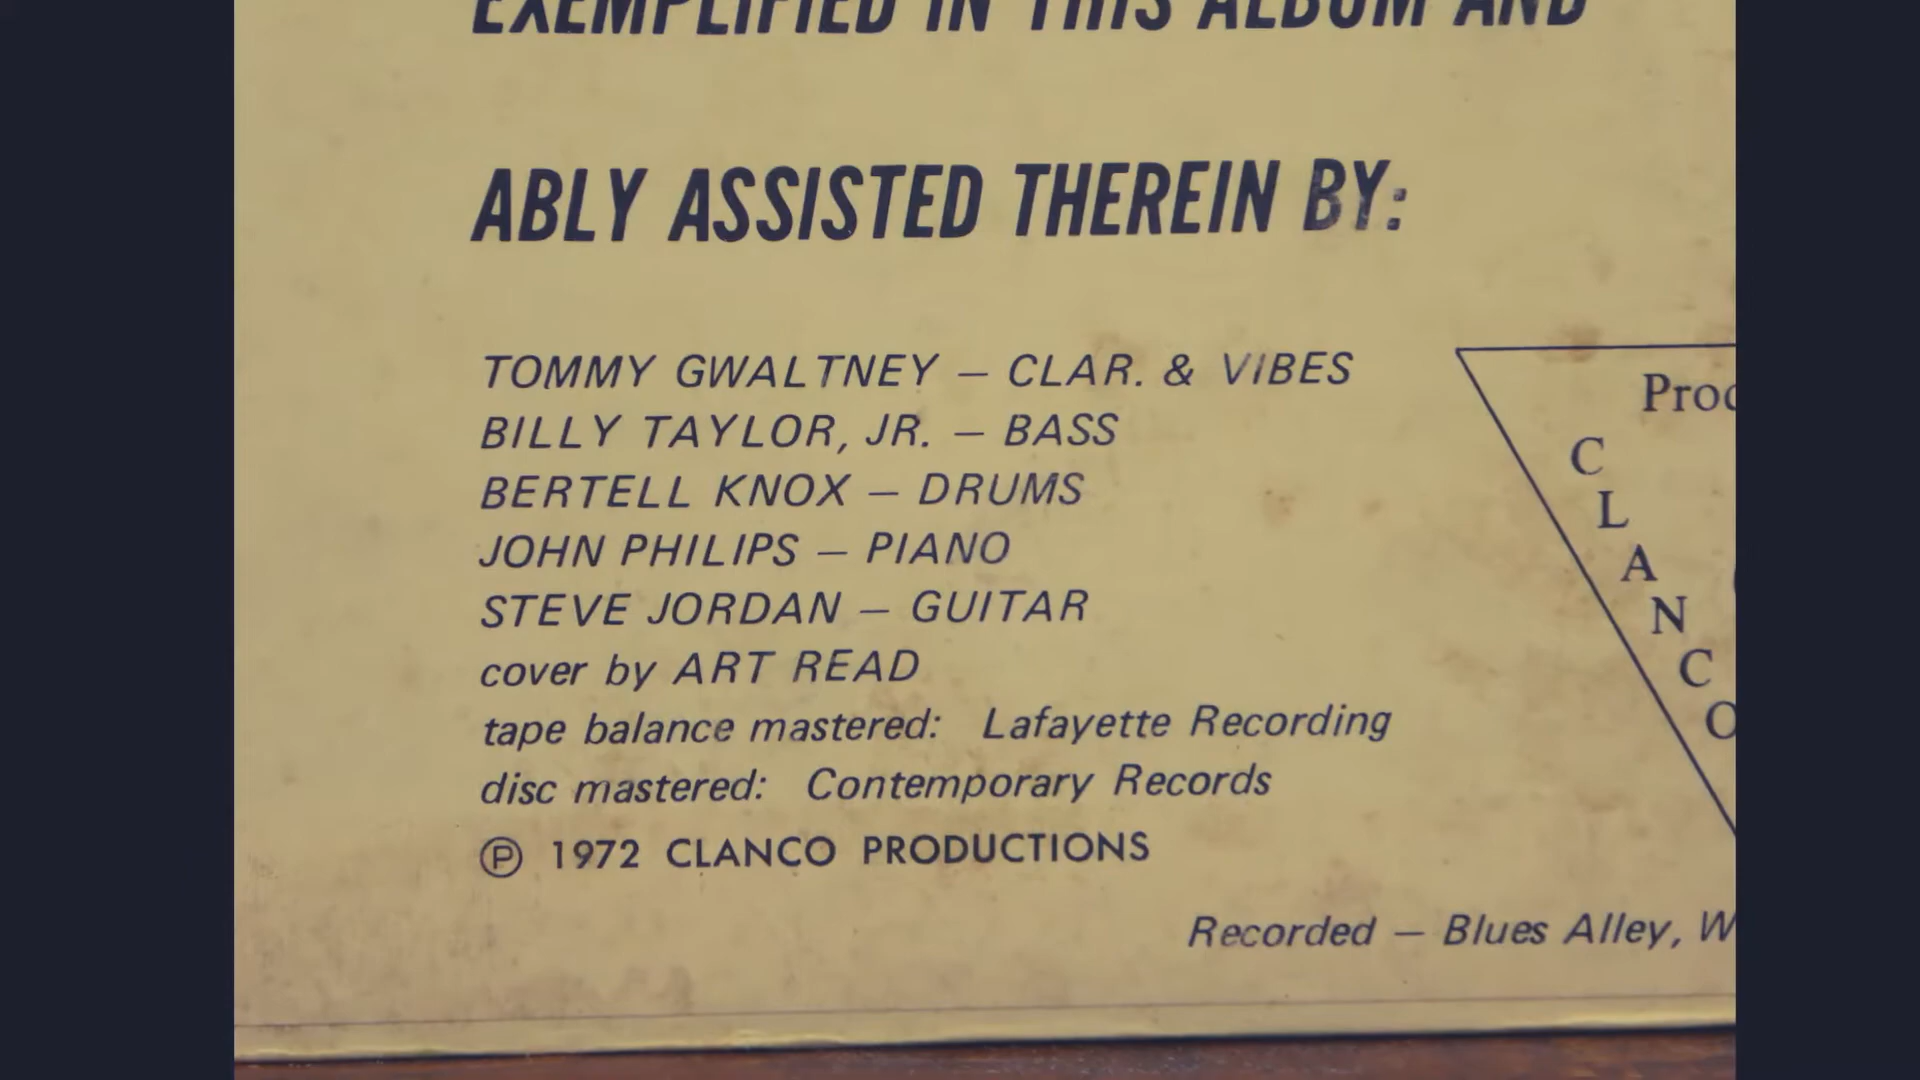 EXEMPLIFIED IN THIS ALBUM AND
ABLY ASSISTED THEREIN BY:
TOMMY GWALTNEY — CLAR. & VIBES
BILLY TAYLOR, JR. — BASS
BERTELL KNOX — DRUMS
JOHN PHILIPS — PIANO
STEVE JORDAN — GUITAR
cover by ART READ
tape balance mastered: Lafayette Recording
disc mastered: Contemporary Records
Ⓟ 1972 CLANCO PRODUCTIONS
CLANCO
Recorded — Blues Alley,